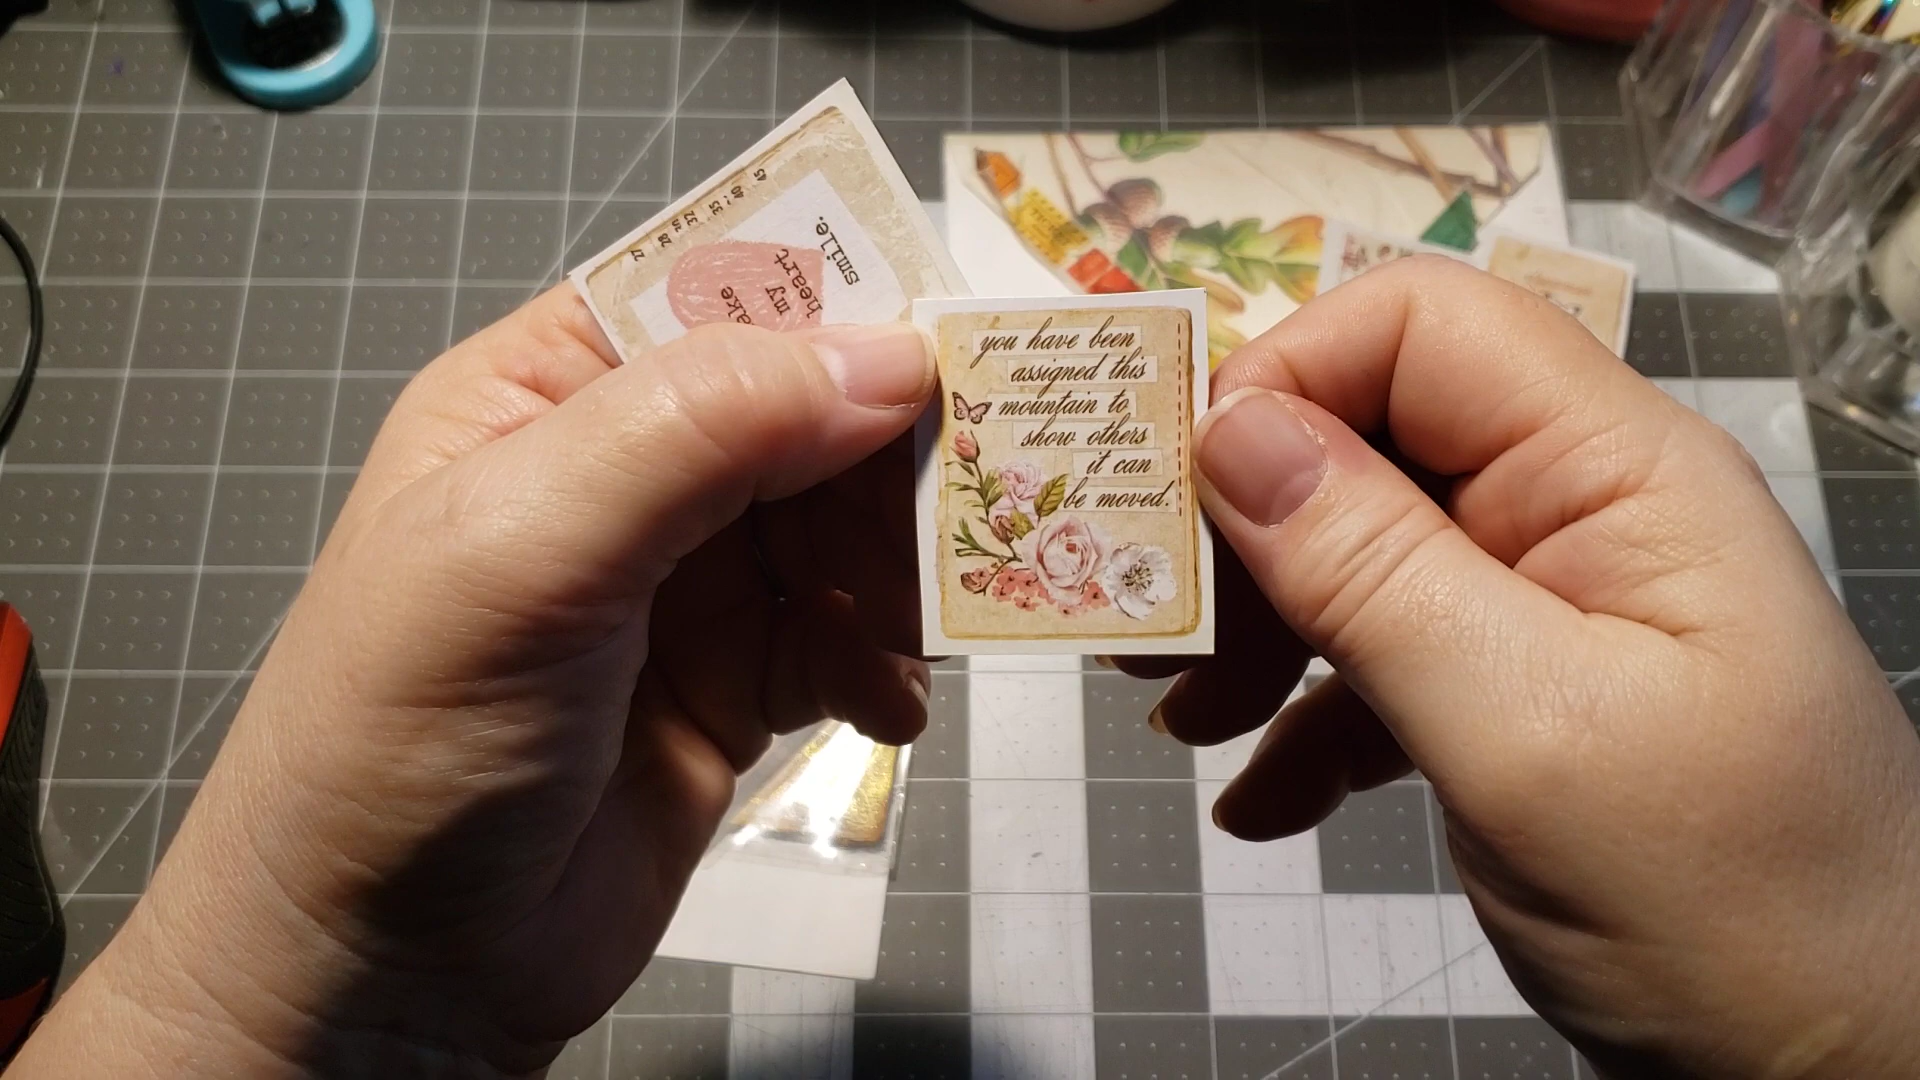 you have been
assigned this
mountain to
show others
it can
be moved.
my
heart
smile.
27
28
30
32
35
40
45